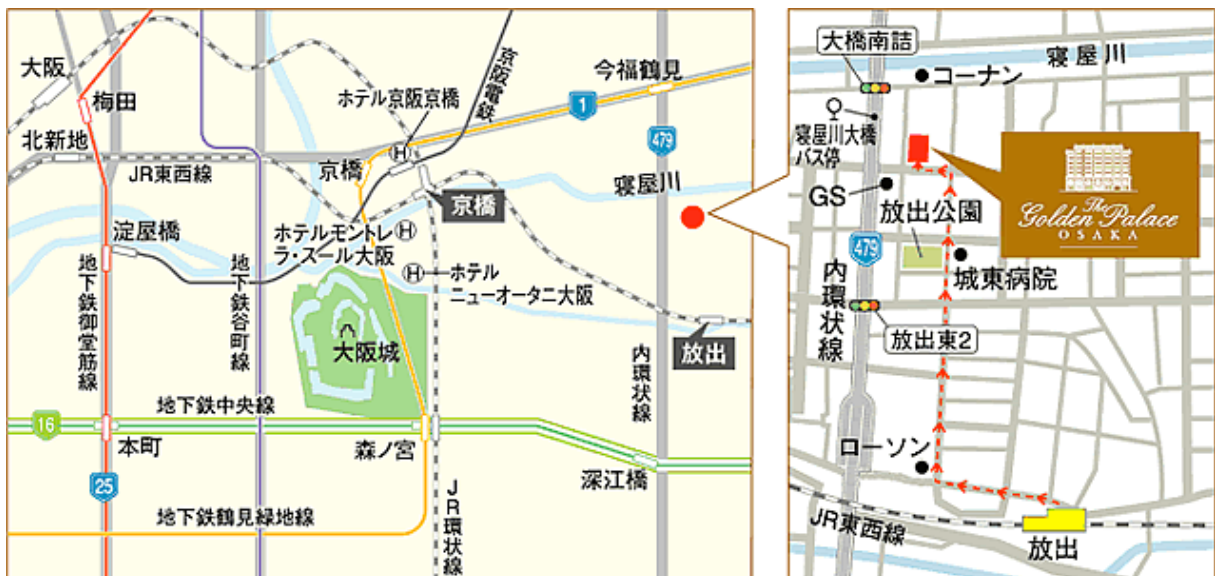 大阪
梅田
北新地
JR東西線
淀屋橋
地下鉄御堂筋線
地下鉄谷町線
ホテル京阪京橋
京阪電鉄
今福鶴見
1
479
京橋
京橋
寝屋川
ホテルモントレ
ラ・スール大阪
ホテル
ニューオータニ大阪
H
H
H
大阪城
放出
内環状線
16
地下鉄中央線
本町
森ノ宮
深江橋
25
地下鉄鶴見緑地線
JR環状線
大橋南詰
コーナン
寝屋川
寝屋川大橋
バス停
GS
放出公園
The
Golden Palace
OSAKA
479
城東病院
内環状線
放出東2
ローソン
JR東西線
放出